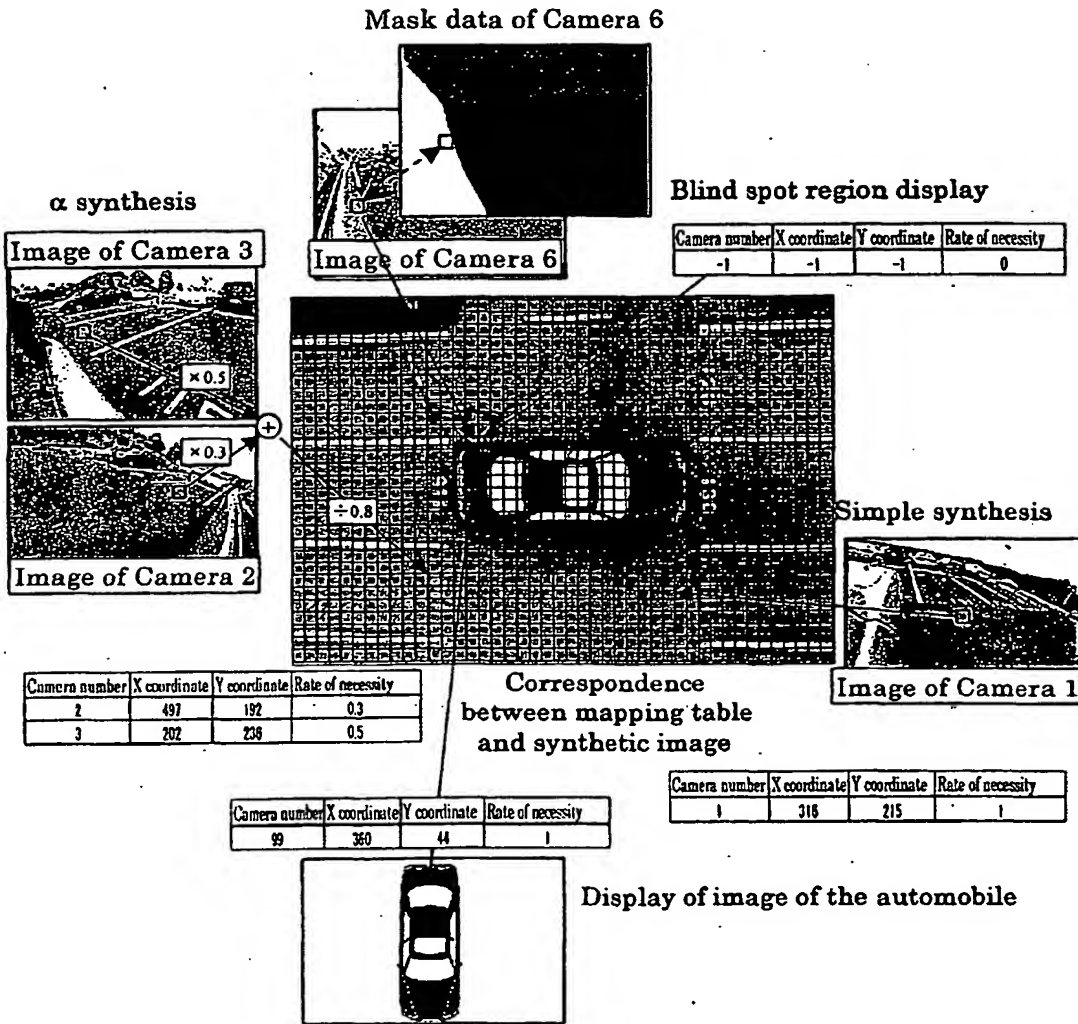 Mask data of Camera 6
α synthesis
Blind spot region display
Image of Camera 3
Image of Camera 6
Camera number X coordinate Y coordinate Rate of necessity
-1 -1 -1 0
×0.5
+
×0.3
÷0.8
Simple synthesis
Image of Camera 2
Image of Camera 1
Camera number X coordinate Y coordinate Rate of necessity
2 497 192 0.3
3 202 238 0.5
Correspondence
between mapping table
and synthetic image
Camera number X coordinate Y coordinate Rate of necessity
1 316 215 1
Camera number X coordinate Y coordinate Rate of necessity
99 360 44 1
Display of image of the automobile